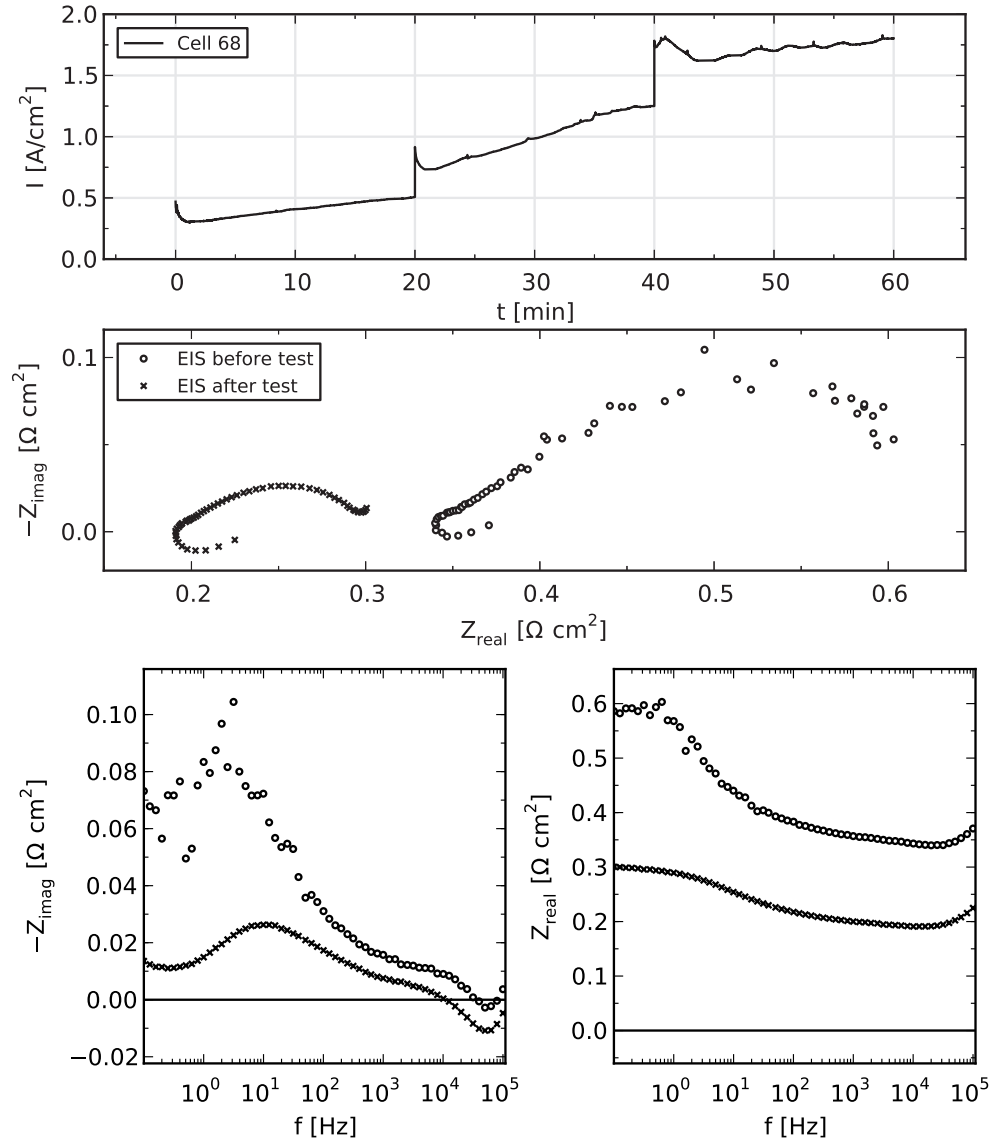 2.0
1.5
1.0
0.5
0.0
I [A/cm²]
Cell 68
0 10 20 30 40 50 60
t [min]
0.1
0.0
−Z_imag [Ω cm²]
EIS before test
EIS after test
0.2 0.3 0.4 0.5 0.6
Z_real [Ω cm²]
0.10
0.08
0.06
0.04
0.02
0.00
−0.02
−Z_imag [Ω cm²]
10⁰ 10¹ 10² 10³ 10⁴ 10⁵
f [Hz]
0.6
0.5
0.4
0.3
0.2
0.1
0.0
Z_real [Ω cm²]
10⁰ 10¹ 10² 10³ 10⁴ 10⁵
f [Hz]